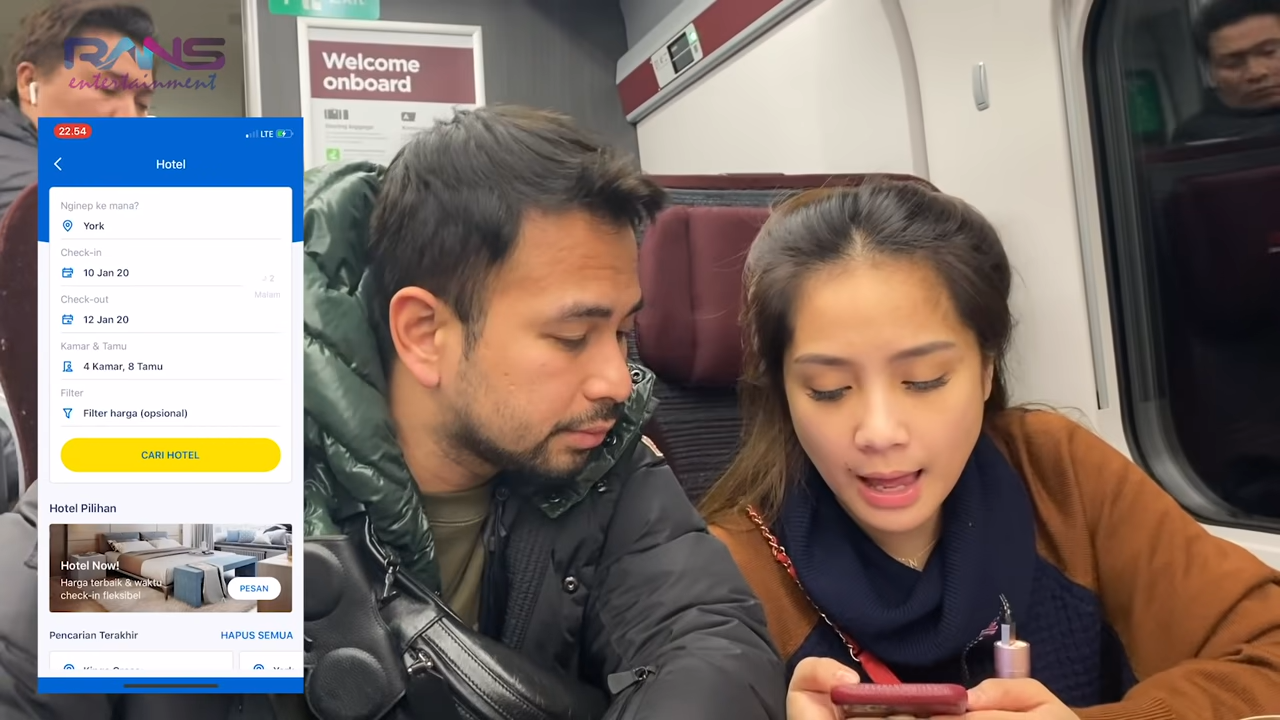 RANS
entertainment
EXIT
Welcome
onboard
22.54
LTE
Hotel
Nginep ke mana?
York
Check-in
10 Jan 20
2
Malam
Check-out
12 Jan 20
Kamar & Tamu
4 Kamar, 8 Tamu
Filter
Filter harga (opsional)
CARI HOTEL
Hotel Pilihan
Hotel Now!
Harga terbaik & waktu
check-in fleksibel
PESAN
Pencarian Terakhir
HAPUS SEMUA